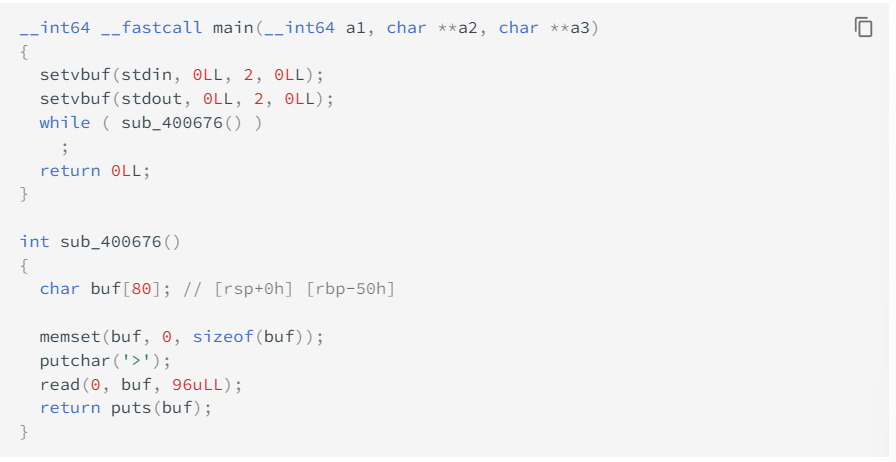 __int64 __fastcall main(__int64 a1, char **a2, char **a3)
{
  setvbuf(stdin, 0LL, 2, 0LL);
  setvbuf(stdout, 0LL, 2, 0LL);
  while ( sub_400676() )
    ;
  return 0LL;
}

int sub_400676()
{
  char buf[80]; // [rsp+0h] [rbp-50h]

  memset(buf, 0, sizeof(buf));
  putchar('>');
  read(0, buf, 96uLL);
  return puts(buf);
}